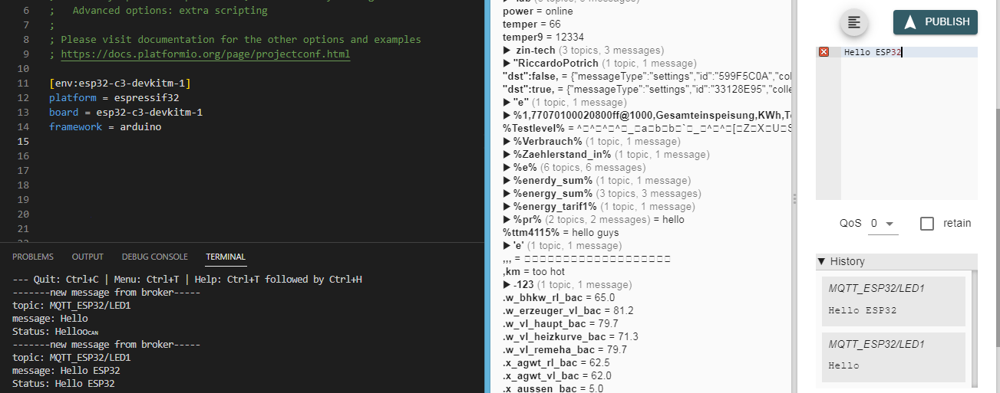 6 ; Advanced options: extra scripting
7 ;
8 ; Please visit documentation for the other options and examples
9 ; https://docs.platformio.org/page/projectconf.html
10
11 [env:esp32-c3-devkitm-1]
12 platform = espressif32
13 board = esp32-c3-devkitm-1
14 framework = arduino
15
16
17
18
19
20
21
PROBLEMS OUTPUT DEBUG CONSOLE TERMINAL
--- Quit: Ctrl+C | Menu: Ctrl+T | Help: Ctrl+T followed by Ctrl+H
-------new message from broker-----
topic: MQTT_ESP32/LED1
message: Hello
Status: HellooCAN
-------new message from broker-----
topic: MQTT_ESP32/LED1
message: Hello ESP32
Status: Hello ESP32
power = online
temper = 66
temper9 = 12334
▶ zin-tech (3 topics, 3 messages)
▶ "RiccardoPotrich (1 topic, 1 message)
"dst":false, = {"messageType":"settings","id":"599F5C0A","col
"dst":true, = {"messageType":"settings","id":"33128E95","colle
▶ "e" (1 topic, 1 message)
▶ %1,77070100020800ff@1000,Gesamteinspeisung,KWh,T
%Testlevel% = ^□^□^□^□_□a□b□b□`□_□^□^□[□Z□X□U□S
▶ %Verbrauch% (1 topic, 1 message)
▶ %Zaehlerstand_in% (1 topic, 1 message)
▶ %e% (6 topics, 6 messages)
▶ %enerdy_sum% (1 topic, 1 message)
▶ %energy_sum% (3 topics, 3 messages)
▶ %energy_tarif1% (1 topic, 1 message)
▶ %pr% (2 topics, 2 messages) = hello
%ttm4115% = hello guys
▶ 'e' (1 topic, 1 message)
,,, = □□□□□□□□□□□□□□□□□□□
,km = too hot
▶ -123 (1 topic, 1 message)
.w_bhkw_rl_bac = 65.0
.w_erzeuger_vl_bac = 81.2
.w_vl_haupt_bac = 79.7
.w_vl_heizkurve_bac = 71.3
.w_vl_remeha_bac = 79.7
.x_agwt_rl_bac = 62.5
.x_agwt_vl_bac = 62.0
.x_aussen_bac = 5.0
PUBLISH
Hello ESP32
QoS 0 retain
▼ History
MQTT_ESP32/LED1
Hello ESP32
MQTT_ESP32/LED1
Hello